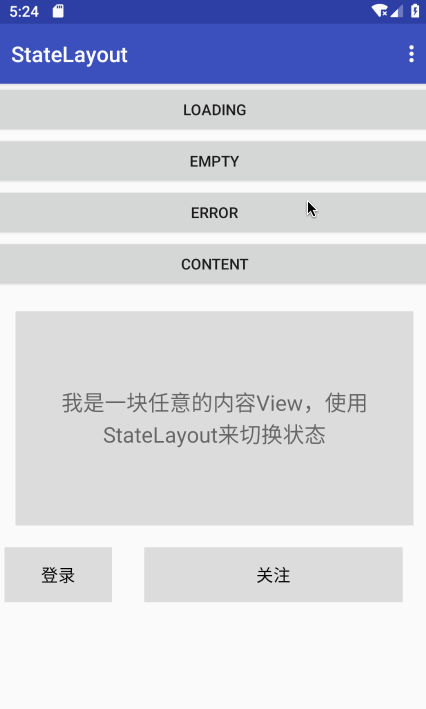 5:24
StateLayout
LOADING
EMPTY
ERROR
CONTENT
我是一块任意的内容View，使用
StateLayout来切换状态
登录
关注